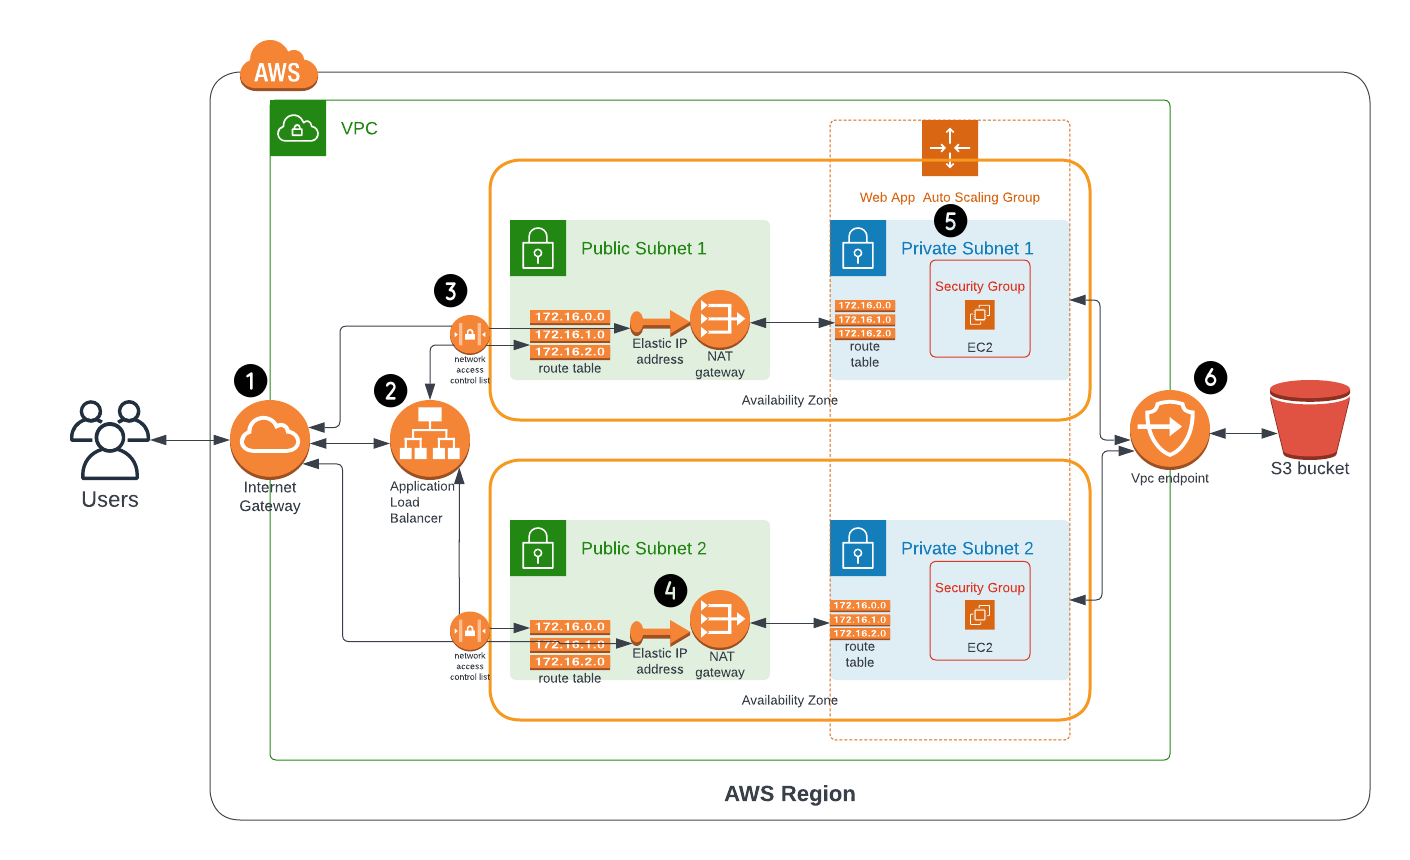 AWS
VPC
Web App Auto Scaling Group
5
Public Subnet 1
Private Subnet 1
Security Group
EC2
3
172.16.0.0
172.16.1.0
172.16.2.0
route table
Elastic IP
address
NAT
gateway
172.16.0.0
172.16.1.0
172.16.2.0
route
table
network
access
control list
Availability Zone
1
2
6
Users
Internet
Gateway
Application
Load
Balancer
Vpc endpoint
S3 bucket
Public Subnet 2
Private Subnet 2
Security Group
EC2
4
172.16.0.0
172.16.1.0
172.16.2.0
route table
Elastic IP
address
NAT
gateway
172.16.0.0
172.16.1.0
172.16.2.0
route
table
network
access
control list
Availability Zone
AWS Region